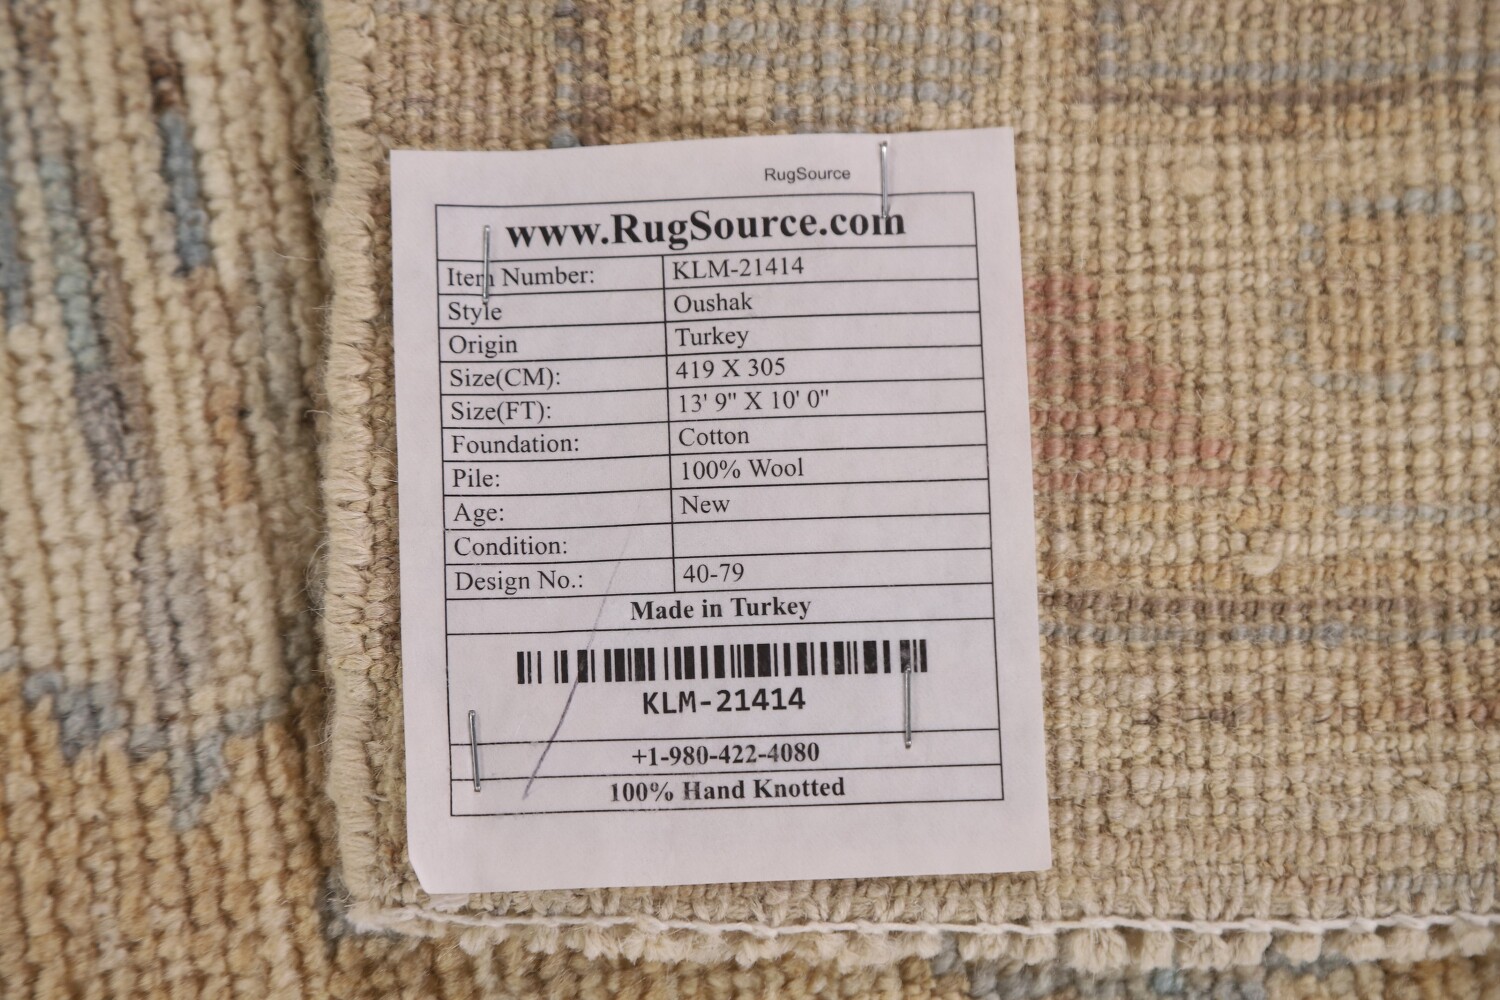 RugSource
www.RugSource.com
Item Number: KLM-21414
Style Oushak
Origin Turkey
Size(CM): 419 X 305
Size(FT): 13' 9" X 10' 0"
Foundation: Cotton
Pile: 100% Wool
Age: New
Condition:
Design No.: 40-79
Made in Turkey
KLM-21414
+1-980-422-4080
100% Hand Knotted